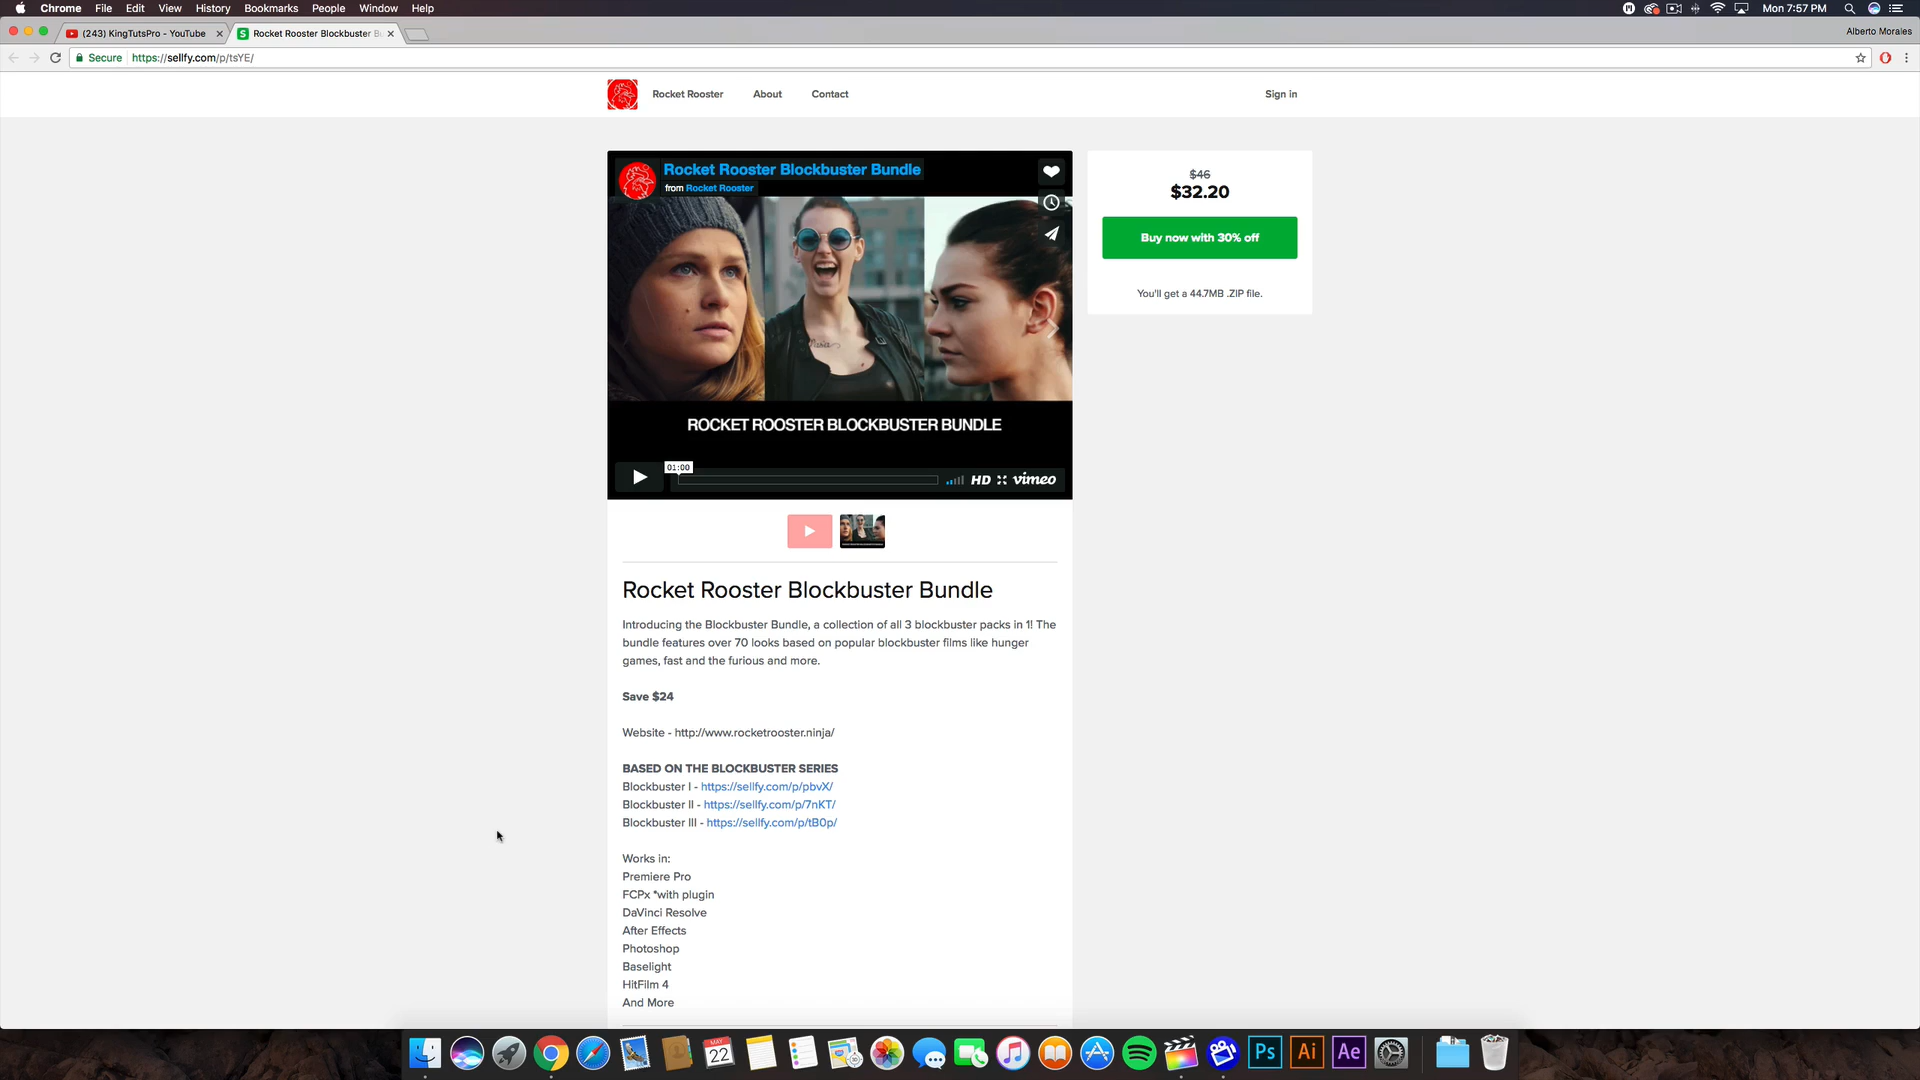 Chrome File Edit View History Bookmarks People Window Help
Mon 7:57 PM
(243) KingTutsPro - YouTube
Rocket Rooster Blockbuster B
Alberto Morales
Secure https://sellfy.com/p/tsYE/
Rocket Rooster About Contact Sign in
Rocket Rooster Blockbuster Bundle
from Rocket Rooster
ROCKET ROOSTER BLOCKBUSTER BUNDLE
01:00
HD vimeo
$46
$32.20
Buy now with 30% off
You'll get a 44.7MB .ZIP file.
Rocket Rooster Blockbuster Bundle
Introducing the Blockbuster Bundle, a collection of all 3 blockbuster packs in 1! The
bundle features over 70 looks based on popular blockbuster films like hunger
games, fast and the furious and more.
Save $24
Website - http://www.rocketrooster.ninja/
BASED ON THE BLOCKBUSTER SERIES
Blockbuster I - https://sellfy.com/p/pbvX/
Blockbuster II - https://sellfy.com/p/7nKT/
Blockbuster III - https://sellfy.com/p/tB0p/
Works in:
Premiere Pro
FCPx *with plugin
DaVinci Resolve
After Effects
Photoshop
Baselight
HitFilm 4
And More
MAY
22
Ps
Ai
Ae